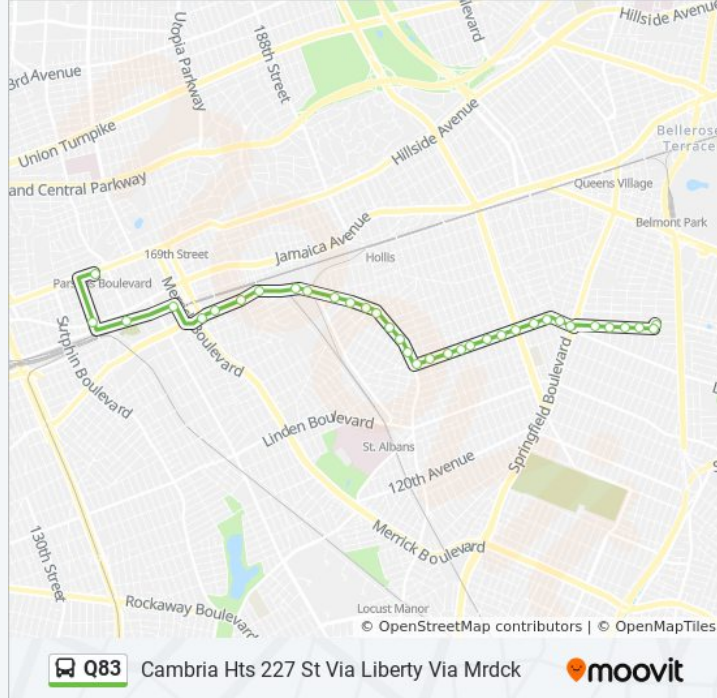 Hillside Avenue
levard
Utopia Parkway
188th Street
3rd Avenue
Union Turnpike
Hillside Avenue
Bellerose
Terrace
and Central Parkway
Queens Village
Belmont Park
Jamaica Avenue
169th Street
Hollis
Parsons Boulevard
Merrick Boulevard
Sutphin Boulevard
Linden Boulevard
Springfield Boulevard
St. Albans
120th Avenue
130th Street
Merrick Boulevard
Rockaway Boulevard
Locust Manor
© OpenStreetMap contributors | © OpenMapTiles
Q83 Cambria Hts 227 St Via Liberty Via Mrdck moovit